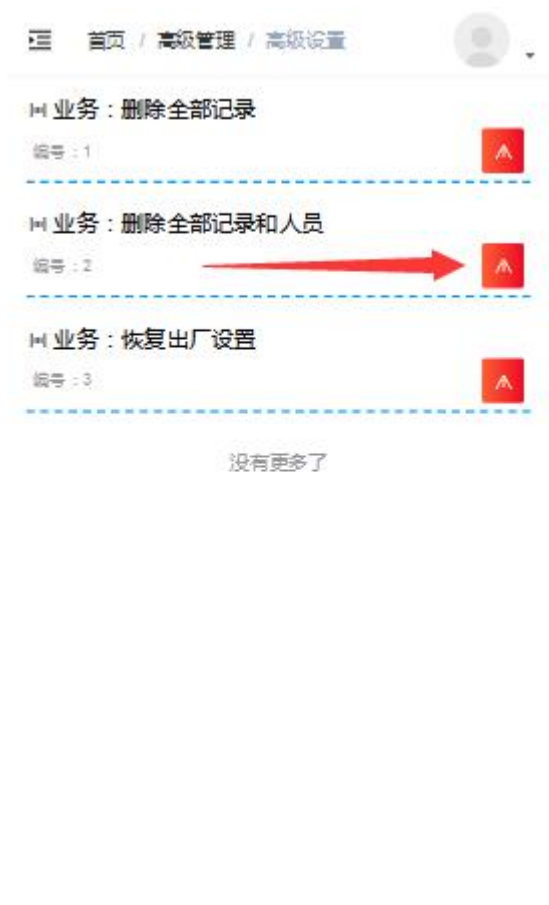 首页 / 高级管理 / 高级设置
业务：删除全部记录
编号：1
业务：删除全部记录和人员
编号：2
业务：恢复出厂设置
编号：3
没有更多了